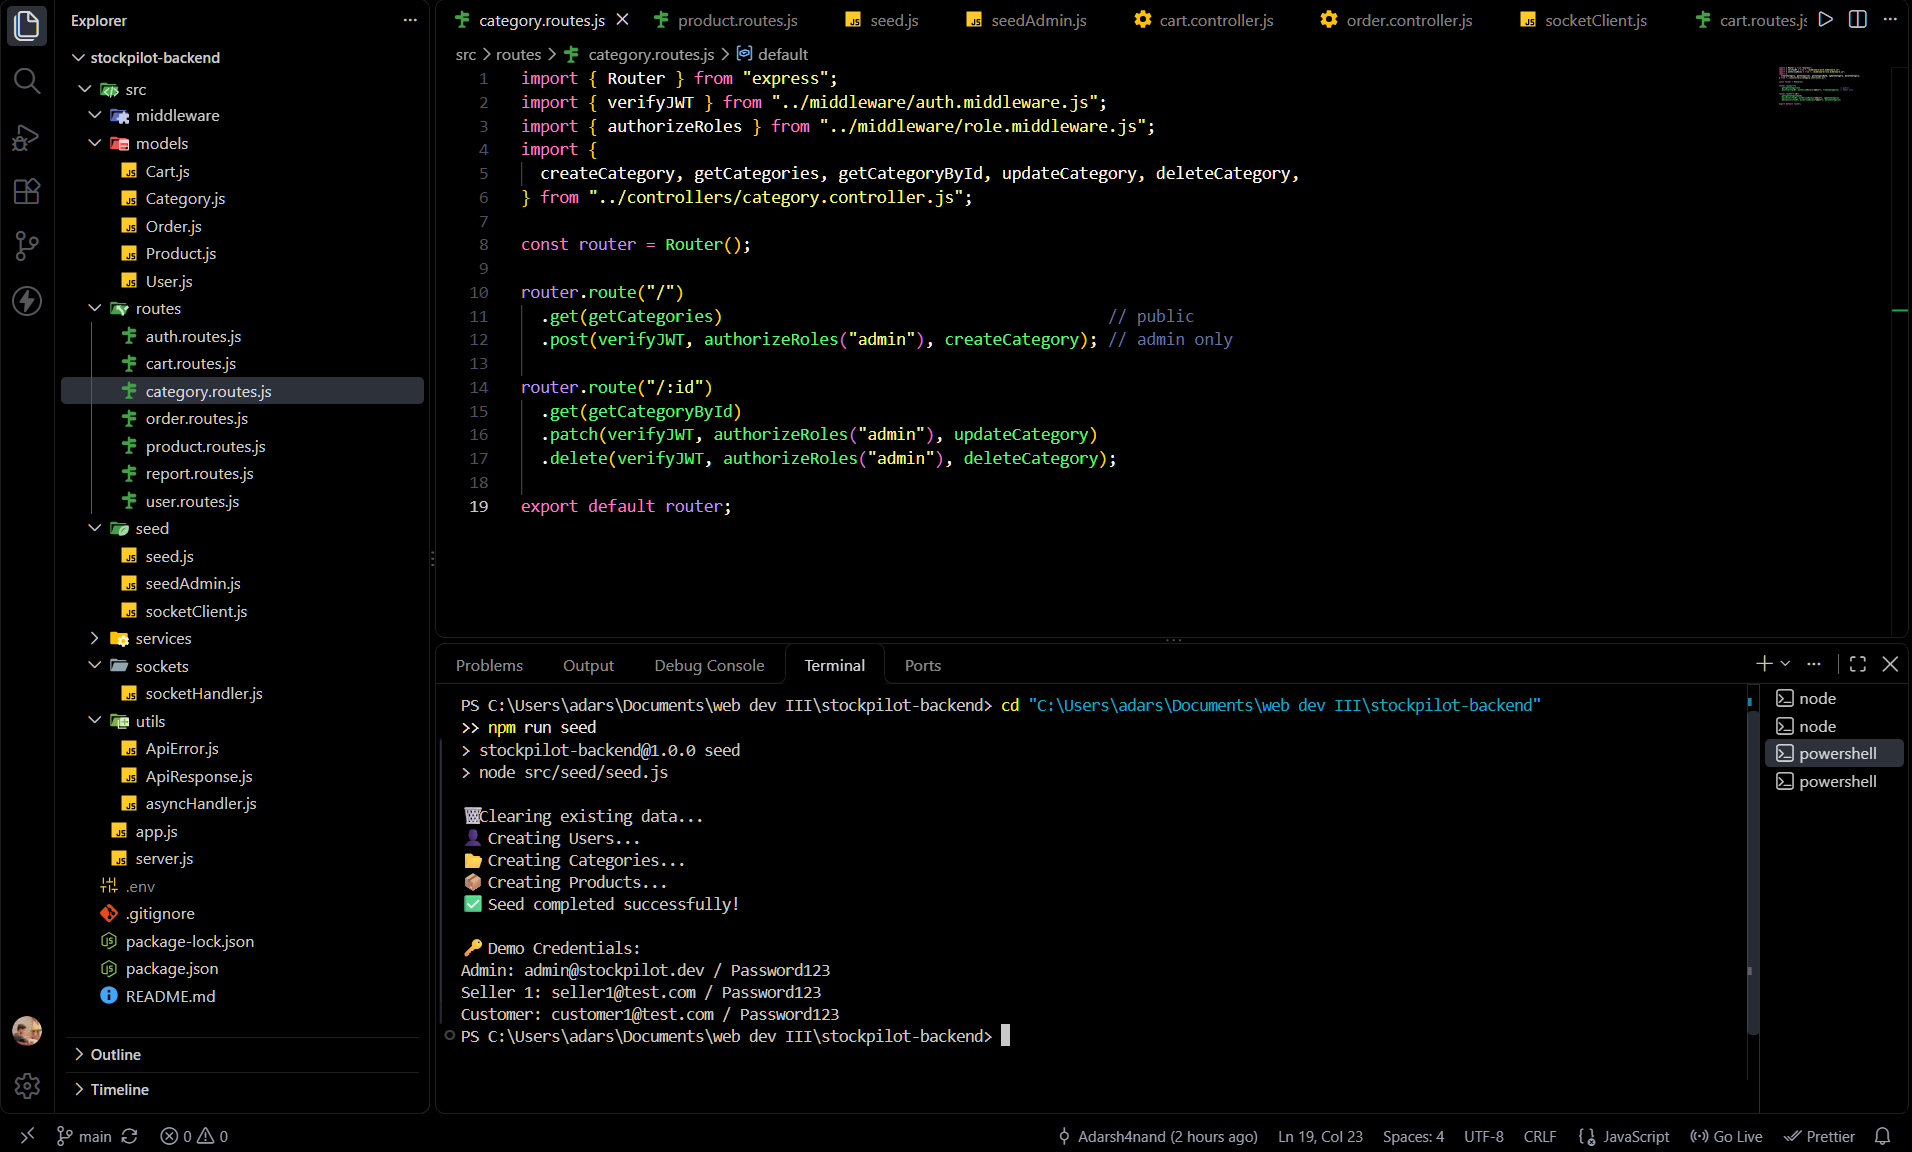 Explorer
stockpilot-backend
src
middleware
models
Cart.js
Category.js
Order.js
Product.js
User.js
routes
auth.routes.js
cart.routes.js
category.routes.js
order.routes.js
product.routes.js
report.routes.js
user.routes.js
seed
seed.js
seedAdmin.js
socketClient.js
services
sockets
socketHandler.js
utils
ApiError.js
ApiResponse.js
asyncHandler.js
app.js
server.js
.env
.gitignore
package-lock.json
package.json
README.md
Outline
Timeline
category.routes.js product.routes.js seed.js seedAdmin.js cart.controller.js order.controller.js socketClient.js cart.routes.js
src > routes > category.routes.js > default
1 import { Router } from "express";
2 import { verifyJWT } from "../middleware/auth.middleware.js";
3 import { authorizeRoles } from "../middleware/role.middleware.js";
4 import {
5 createCategory, getCategories, getCategoryById, updateCategory, deleteCategory,
6 } from "../controllers/category.controller.js";
7
8 const router = Router();
9
10 router.route("/")
11 .get(getCategories) // public
12 .post(verifyJWT, authorizeRoles("admin"), createCategory); // admin only
13
14 router.route("/:id")
15 .get(getCategoryById)
16 .patch(verifyJWT, authorizeRoles("admin"), updateCategory)
17 .delete(verifyJWT, authorizeRoles("admin"), deleteCategory);
18
19 export default router;
Problems Output Debug Console Terminal Ports
PS C:\Users\adars\Documents\web dev III\stockpilot-backend> cd "C:\Users\adars\Documents\web dev III\stockpilot-backend"
>> npm run seed
> stockpilot-backend@1.0.0 seed
> node src/seed/seed.js
Clearing existing data...
Creating Users...
Creating Categories...
Creating Products...
Seed completed successfully!
Demo Credentials:
Admin: admin@stockpilot.dev / Password123
Seller 1: seller1@test.com / Password123
Customer: customer1@test.com / Password123
PS C:\Users\adars\Documents\web dev III\stockpilot-backend>
node
node
powershell
powershell
main 0 0 Adarsh4nand (2 hours ago) Ln 19, Col 23 Spaces: 4 UTF-8 CRLF JavaScript Go Live Prettier